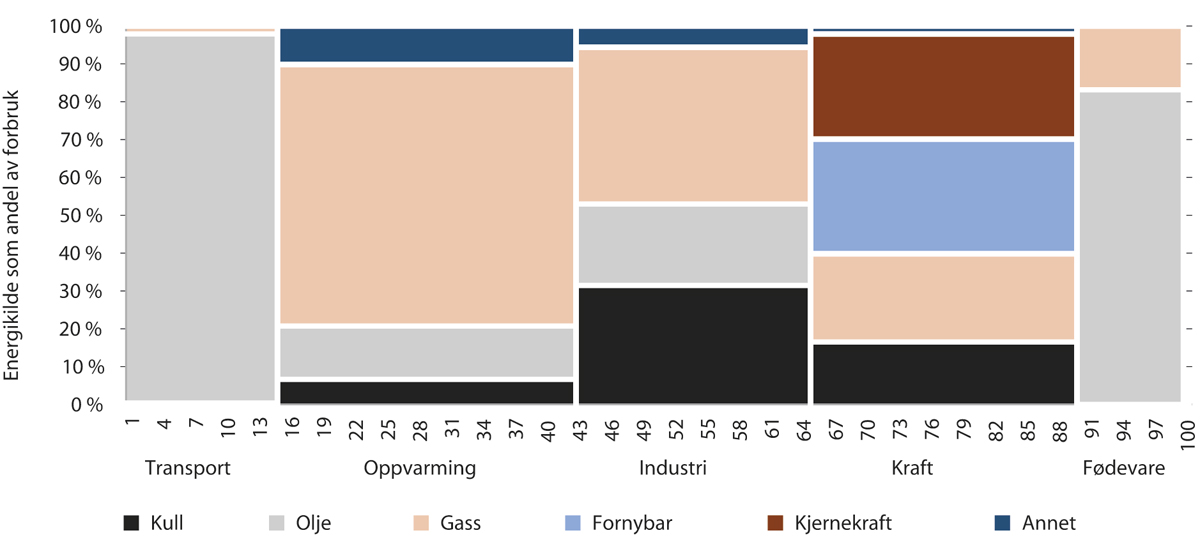 Energikilde som andel av forbruk
100 %
90 %
80 %
70 %
60 %
50 %
40 %
30 %
20 %
10 %
0 %
1 4 7 10 13 16 19 22 25 28 31 34 37 40 43 46 49 52 55 58 61 64 67 70 73 76 79 82 85 88 91 94 97 100
Transport Oppvarming Industri Kraft Fødevare
Kull Olje Gass Fornybar Kjernekraft Annet